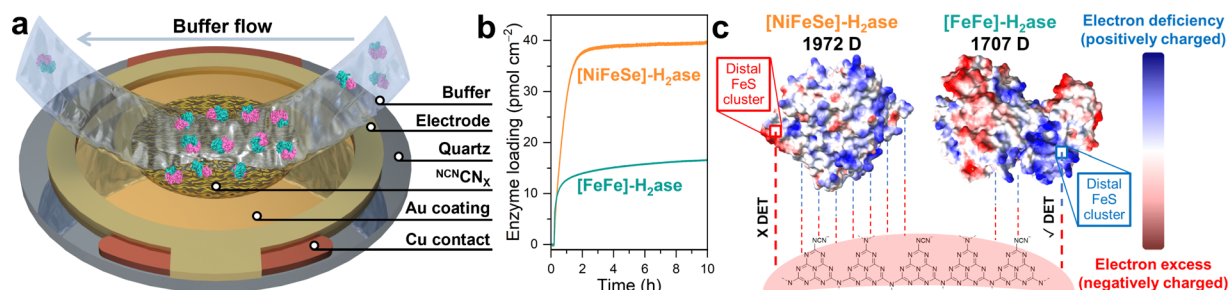 a
Buffer flow
Buffer
Electrode
Quartz
NCNCNX
Au coating
Cu contact
b
Enzyme loading (pmol cm−2)
40
30
20
10
0
[NiFeSe]-H2ase
[FeFe]-H2ase
0 2 4 6 8 10
Time (h)
c
[NiFeSe]-H2ase
1972 D
[FeFe]-H2ase
1707 D
Distal
FeS
cluster
Distal
FeS
cluster
X DET
√ DET
Electron deficiency
(positively charged)
Electron excess
(negatively charged)